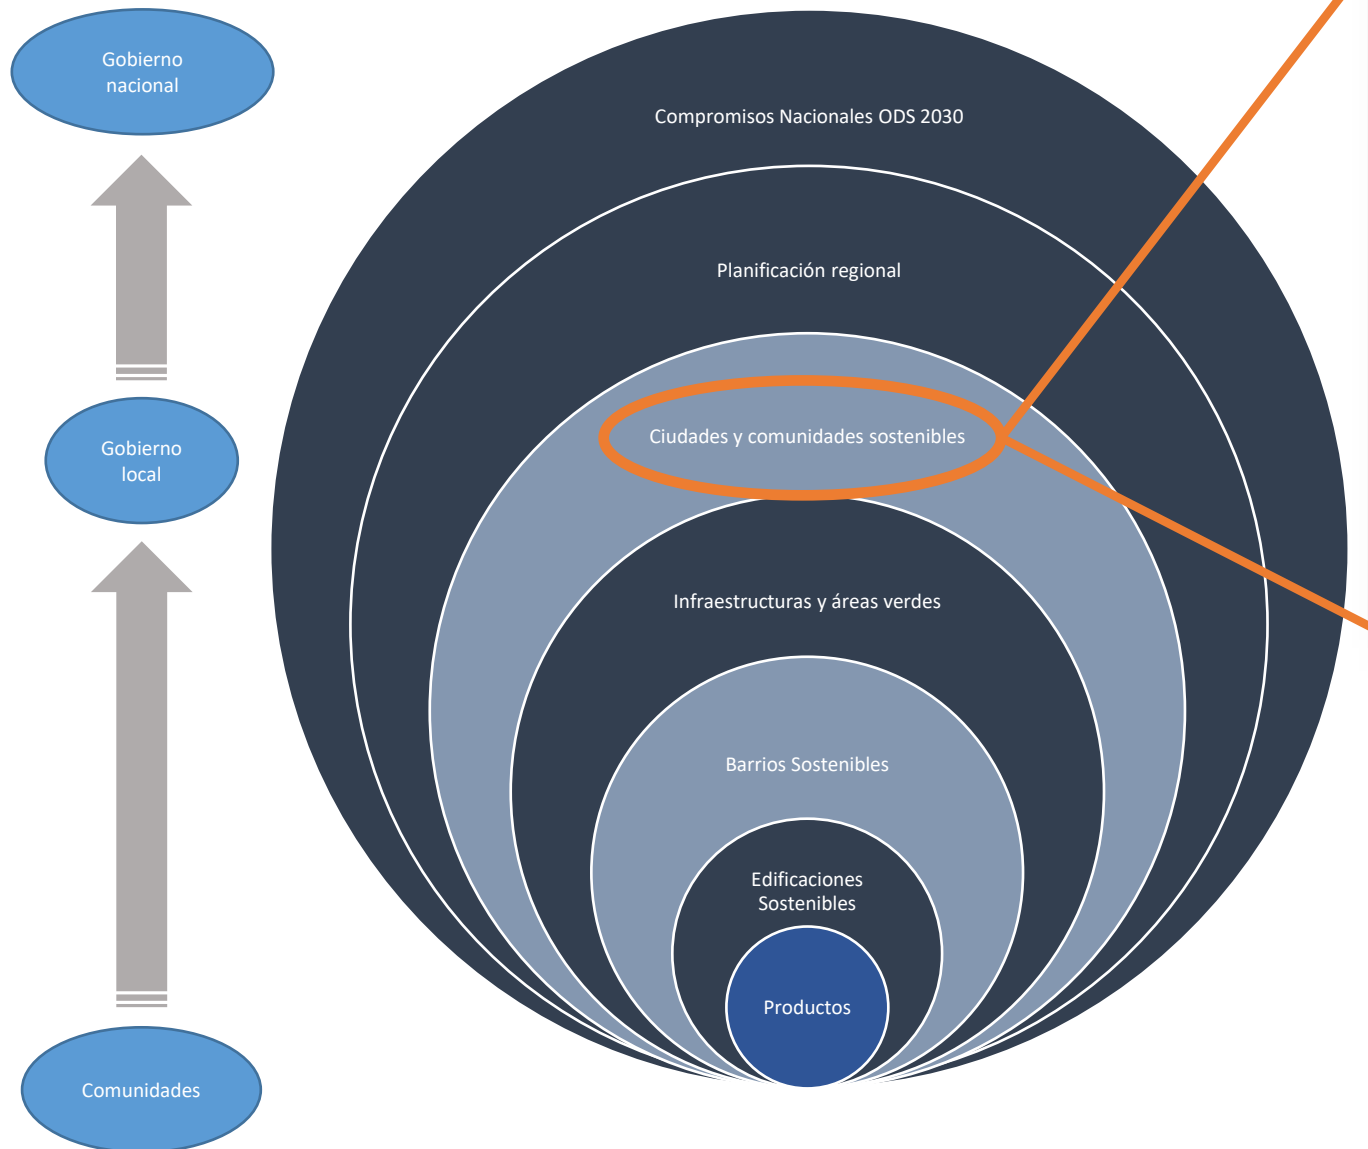 Gobierno
nacional
Compromisos Nacionales ODS 2030
Planificación regional
Gobierno
local
Ciudades y comunidades sostenibles
Infraestructuras y áreas verdes
Barrios Sostenibles
Edificaciones
Sostenibles
Productos
Comunidades